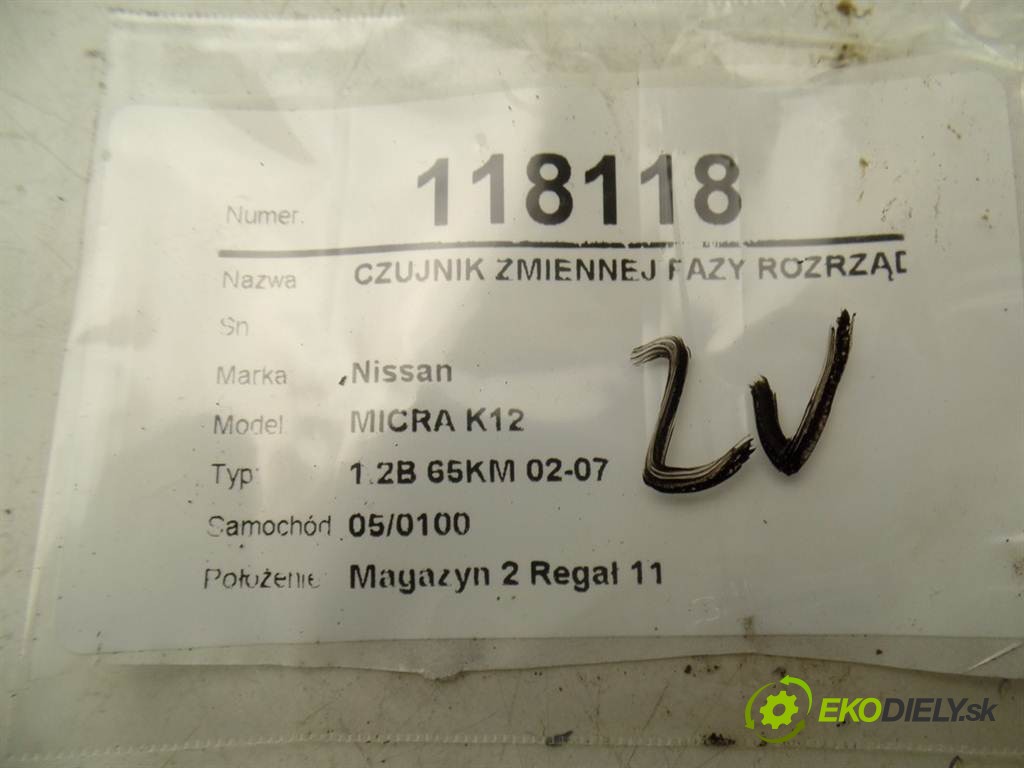 Numer. 118118
Nazwa CZUJNIK ZMIENNEJ FAZY ROZRZĄD
Sn
Marka Nissan
Model MICRA K12
Typ 1.2B 65KM 02-07
Samochód 05/0100
Położenie Magazyn 2 Regał 11
ZV
EKODIELY.sk